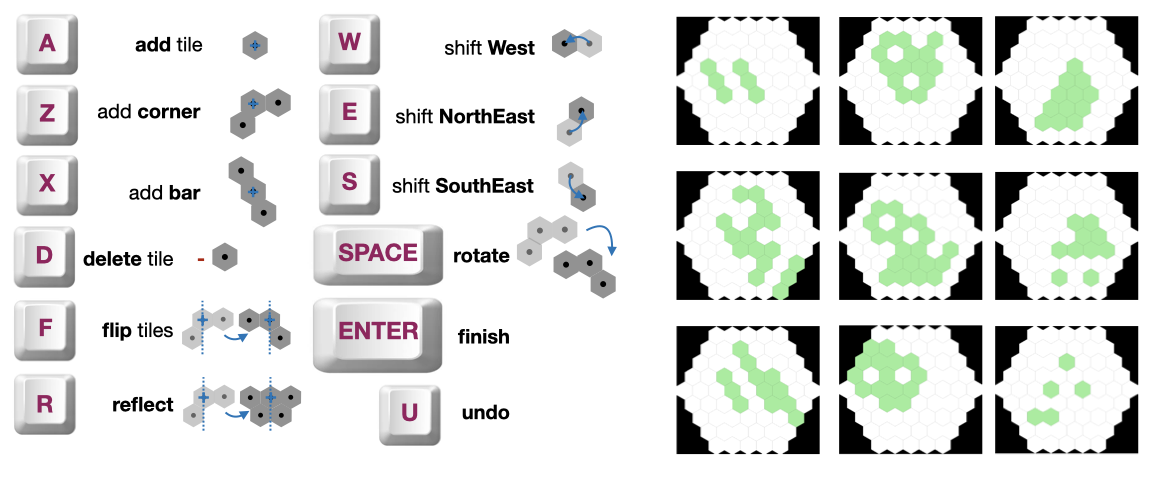 A add tile
W shift West
Z add corner
E shift NorthEast
X add bar
S shift SouthEast
D delete tile -
SPACE rotate
F flip tiles
ENTER finish
R reflect
U undo